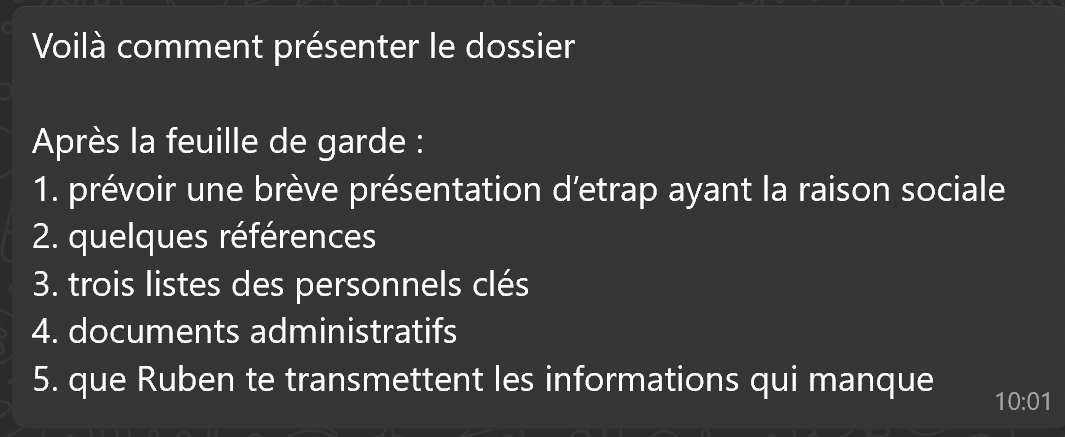 Voilà comment présenter le dossier
Après la feuille de garde :
1. prévoir une brève présentation d’etrap ayant la raison sociale
2. quelques références
3. trois listes des personnels clés
4. documents administratifs
5. que Ruben te transmettent les informations qui manque
10:01